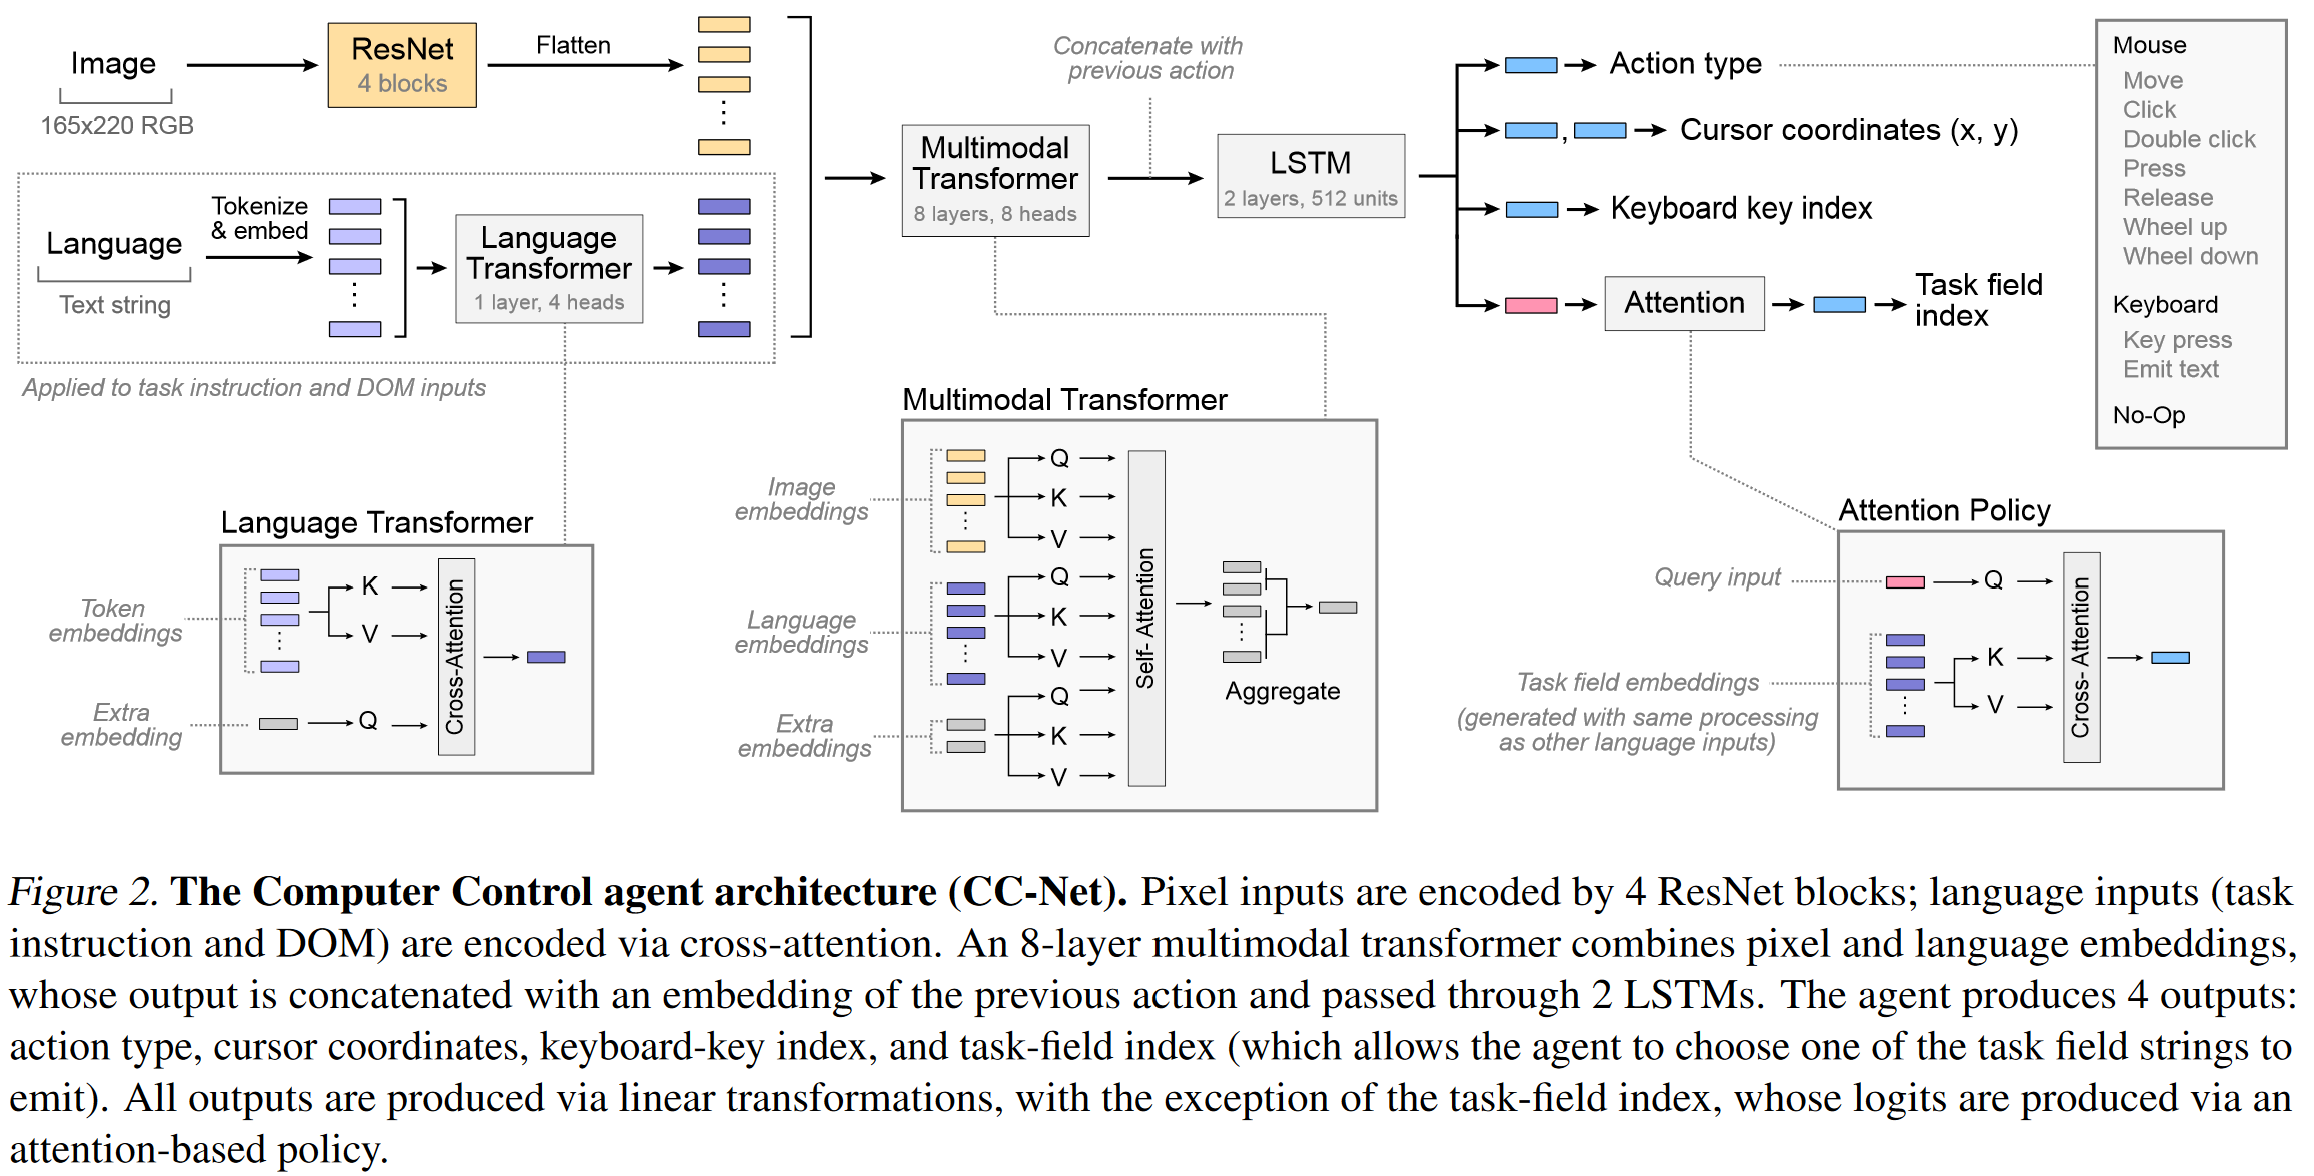 Image
165x220 RGB
ResNet
4 blocks
Flatten
Language
Text string
Tokenize
& embed
Language
Transformer
1 layer, 4 heads
Applied to task instruction and DOM inputs
Multimodal
Transformer
8 layers, 8 heads
Concatenate with
previous action
LSTM
2 layers, 512 units
Action type
Cursor coordinates (x, y)
,
Keyboard key index
Attention
Task field
index
Mouse
Move
Click
Double click
Press
Release
Wheel up
Wheel down
Keyboard
Key press
Emit text
No-Op
Language Transformer
Token
embeddings
Extra
embedding
K
V
Q
Cross-Attention
Multimodal Transformer
Image
embeddings
Language
embeddings
Extra
embeddings
Q
K
V
Q
K
V
Q
K
V
Self- Attention
Aggregate
Attention Policy
Query input
Task field embeddings
(generated with same processing
as other language inputs)
Q
K
V
Cross- Attention
Figure 2. The Computer Control agent architecture (CC-Net). Pixel inputs are encoded by 4 ResNet blocks; language inputs (task
instruction and DOM) are encoded via cross-attention. An 8-layer multimodal transformer combines pixel and language embeddings,
whose output is concatenated with an embedding of the previous action and passed through 2 LSTMs. The agent produces 4 outputs:
action type, cursor coordinates, keyboard-key index, and task-field index (which allows the agent to choose one of the task field strings to
emit). All outputs are produced via linear transformations, with the exception of the task-field index, whose logits are produced via an
attention-based policy.